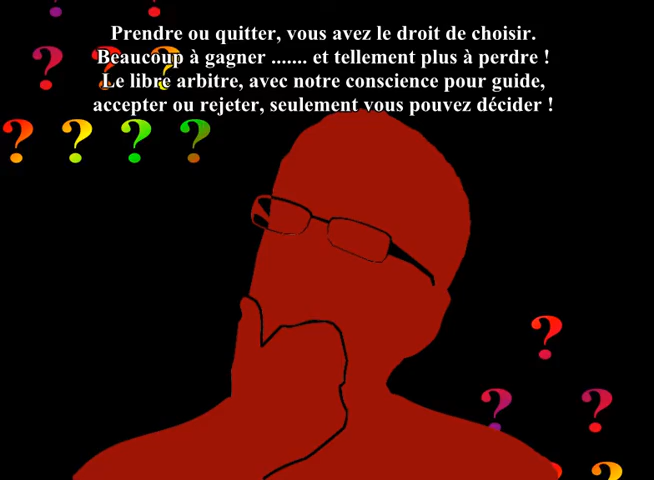 Prendre ou quitter, vous avez le droit de choisir.
Beaucoup à gagner ....... et tellement plus à perdre !
Le libre arbitre, avec notre conscience pour guide,
accepter ou rejeter, seulement vous pouvez décider !
? ? ?
? ? ? ?
?
? ?
?